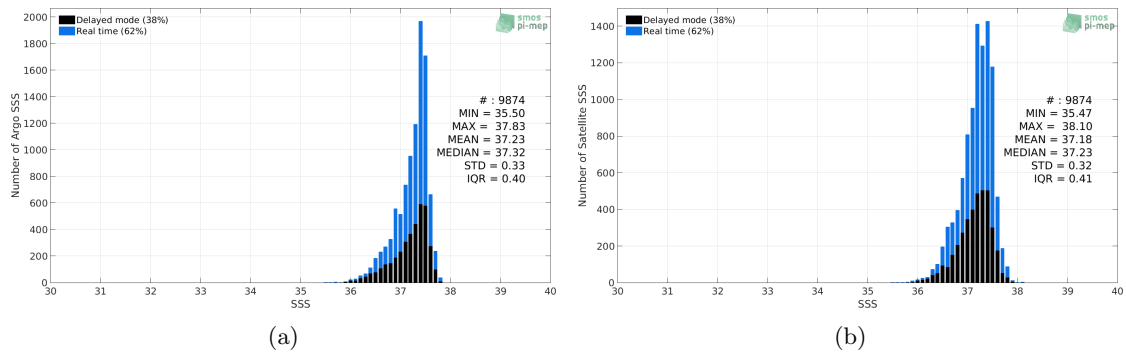 Delayed mode (38%)
Real time (62%)
smos
pi-mep
2000
1800
1600
1400
1200
1000
800
600
400
200
0
Number of Argo SSS
# : 9874
MIN = 35.50
MAX = 37.83
MEAN = 37.23
MEDIAN = 37.32
STD = 0.33
IQR = 0.40
30 31 32 33 34 35 36 37 38 39 40
SSS
(a)
Delayed mode (38%)
Real time (62%)
smos
pi-mep
1400
1200
1000
800
600
400
200
0
Number of Satellite SSS
# : 9874
MIN = 35.47
MAX = 38.10
MEAN = 37.18
MEDIAN = 37.23
STD = 0.32
IQR = 0.41
30 31 32 33 34 35 36 37 38 39 40
SSS
(b)